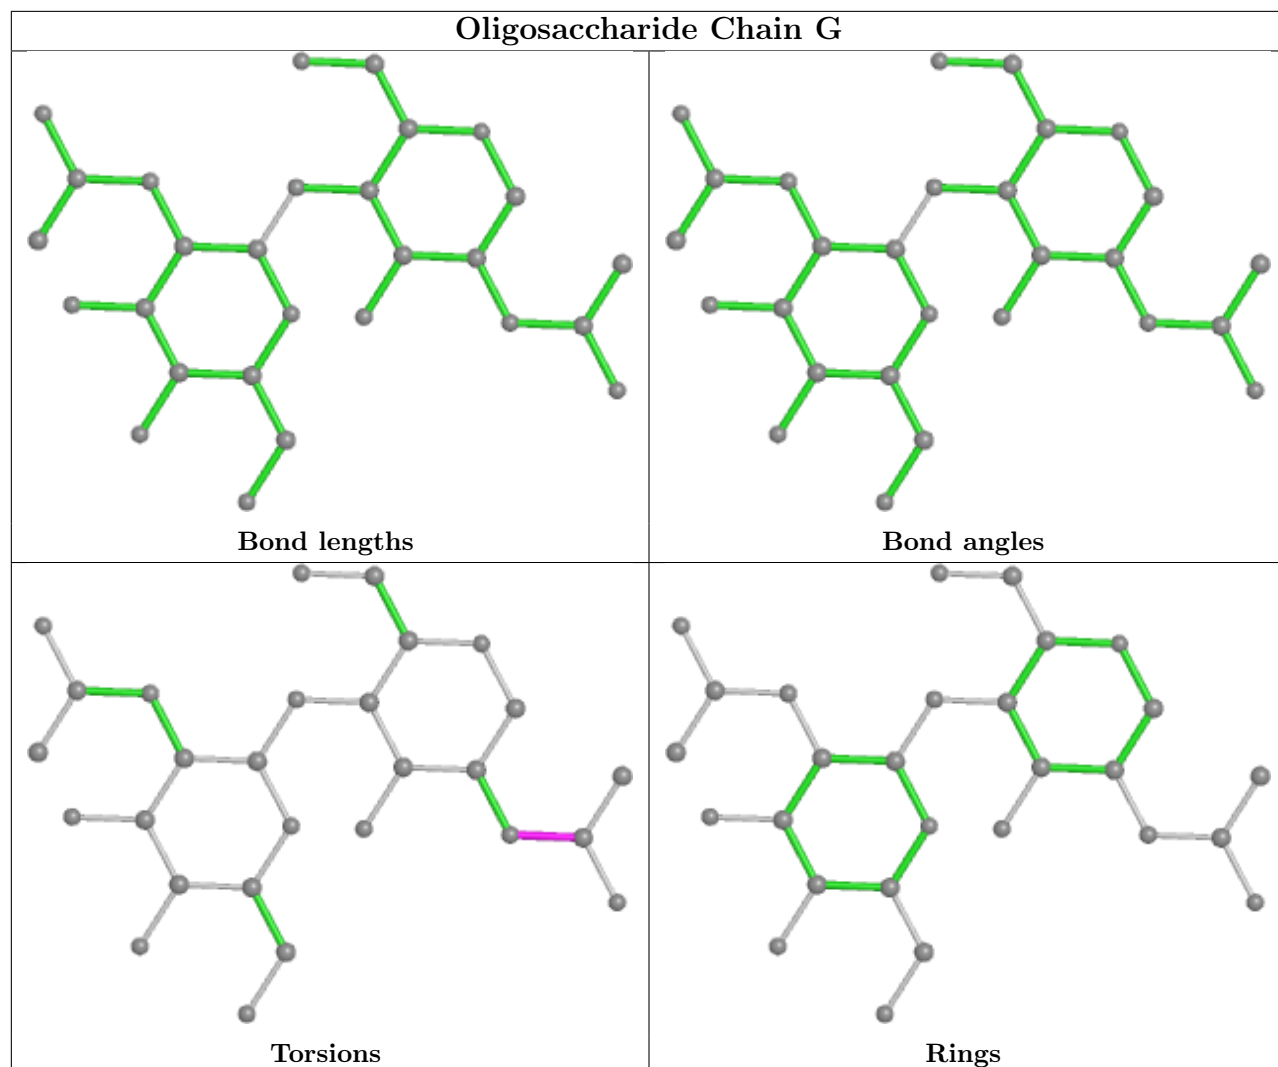 Oligosaccharide Chain G
Bond lengths
Bond angles
Torsions
Rings